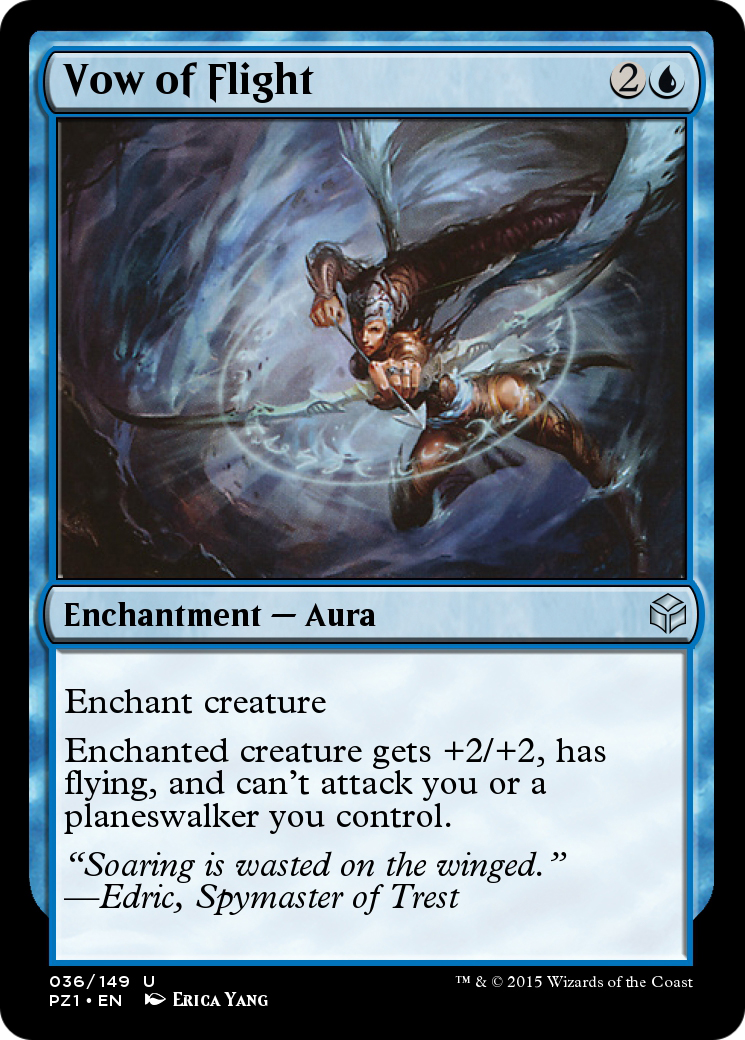 Vow of Flight 2
Enchantment — Aura
Enchant creature
Enchanted creature gets +2/+2, has
flying, and can't attack you or a
planeswalker you control.
"Soaring is wasted on the winged."
—Edric, Spymaster of Trest
036/149 U
PZ1 • EN Erica Yang
™ & © 2015 Wizards of the Coast